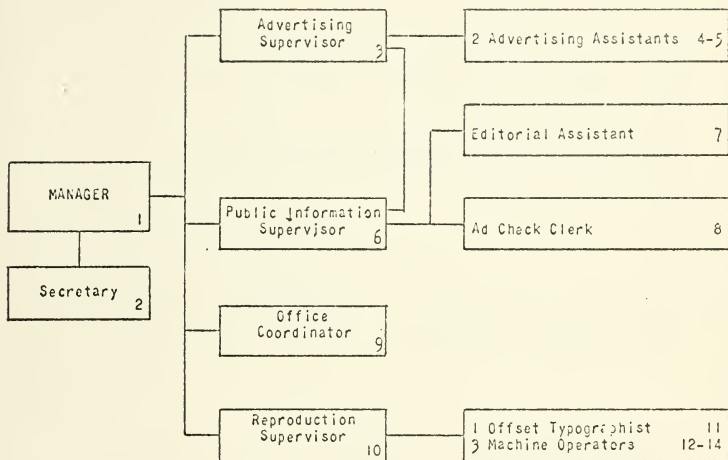 Advertising
Supervisor
3
2 Advertising Assistants 4-5
Editorial Assistant 7
MANAGER
1
Public Information
Supervisor
6
Ad Check Clerk 8
Secretary
2
Office
Coordinator
9
Reproduction
Supervisor
10
1 Offset Typographist 11
3 Machine Operators 12-14